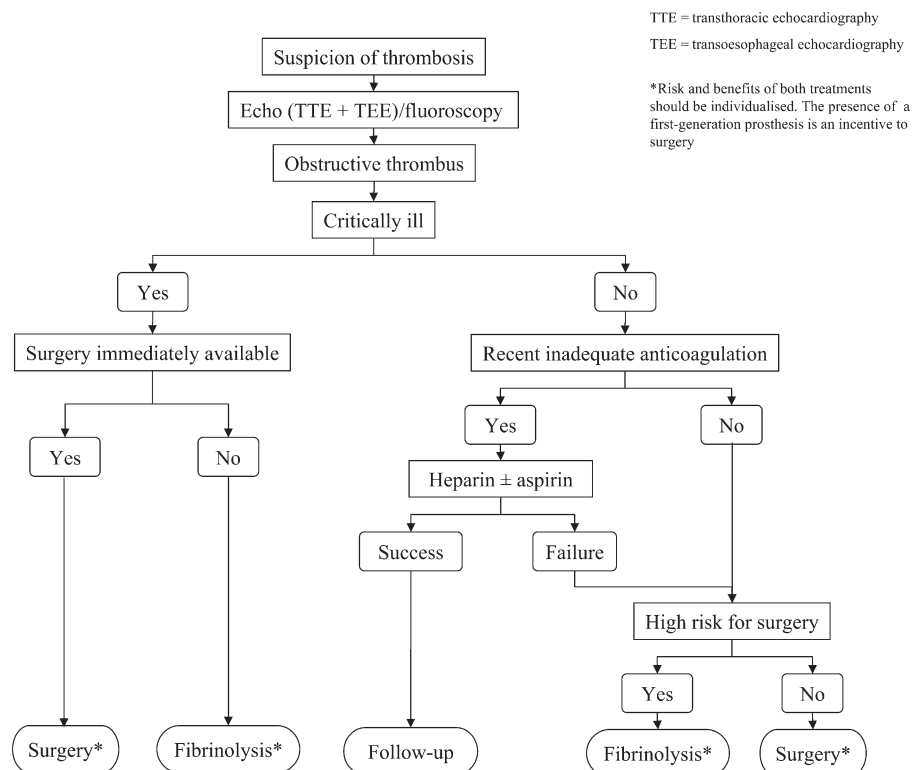 TTE = transthoracic echocardiography
TEE = transoesophageal echocardiography
*Risk and benefits of both treatments
should be individualised. The presence of a
first-generation prosthesis is an incentive to
surgery
Suspicion of thrombosis
Echo (TTE + TEE)/fluoroscopy
Obstructive thrombus
Critically ill
Yes
No
Surgery immediately available
Recent inadequate anticoagulation
Yes
No
Yes
No
Heparin ± aspirin
Success
Failure
High risk for surgery
Yes
No
Surgery*
Fibrinolysis*
Follow-up
Fibrinolysis*
Surgery*